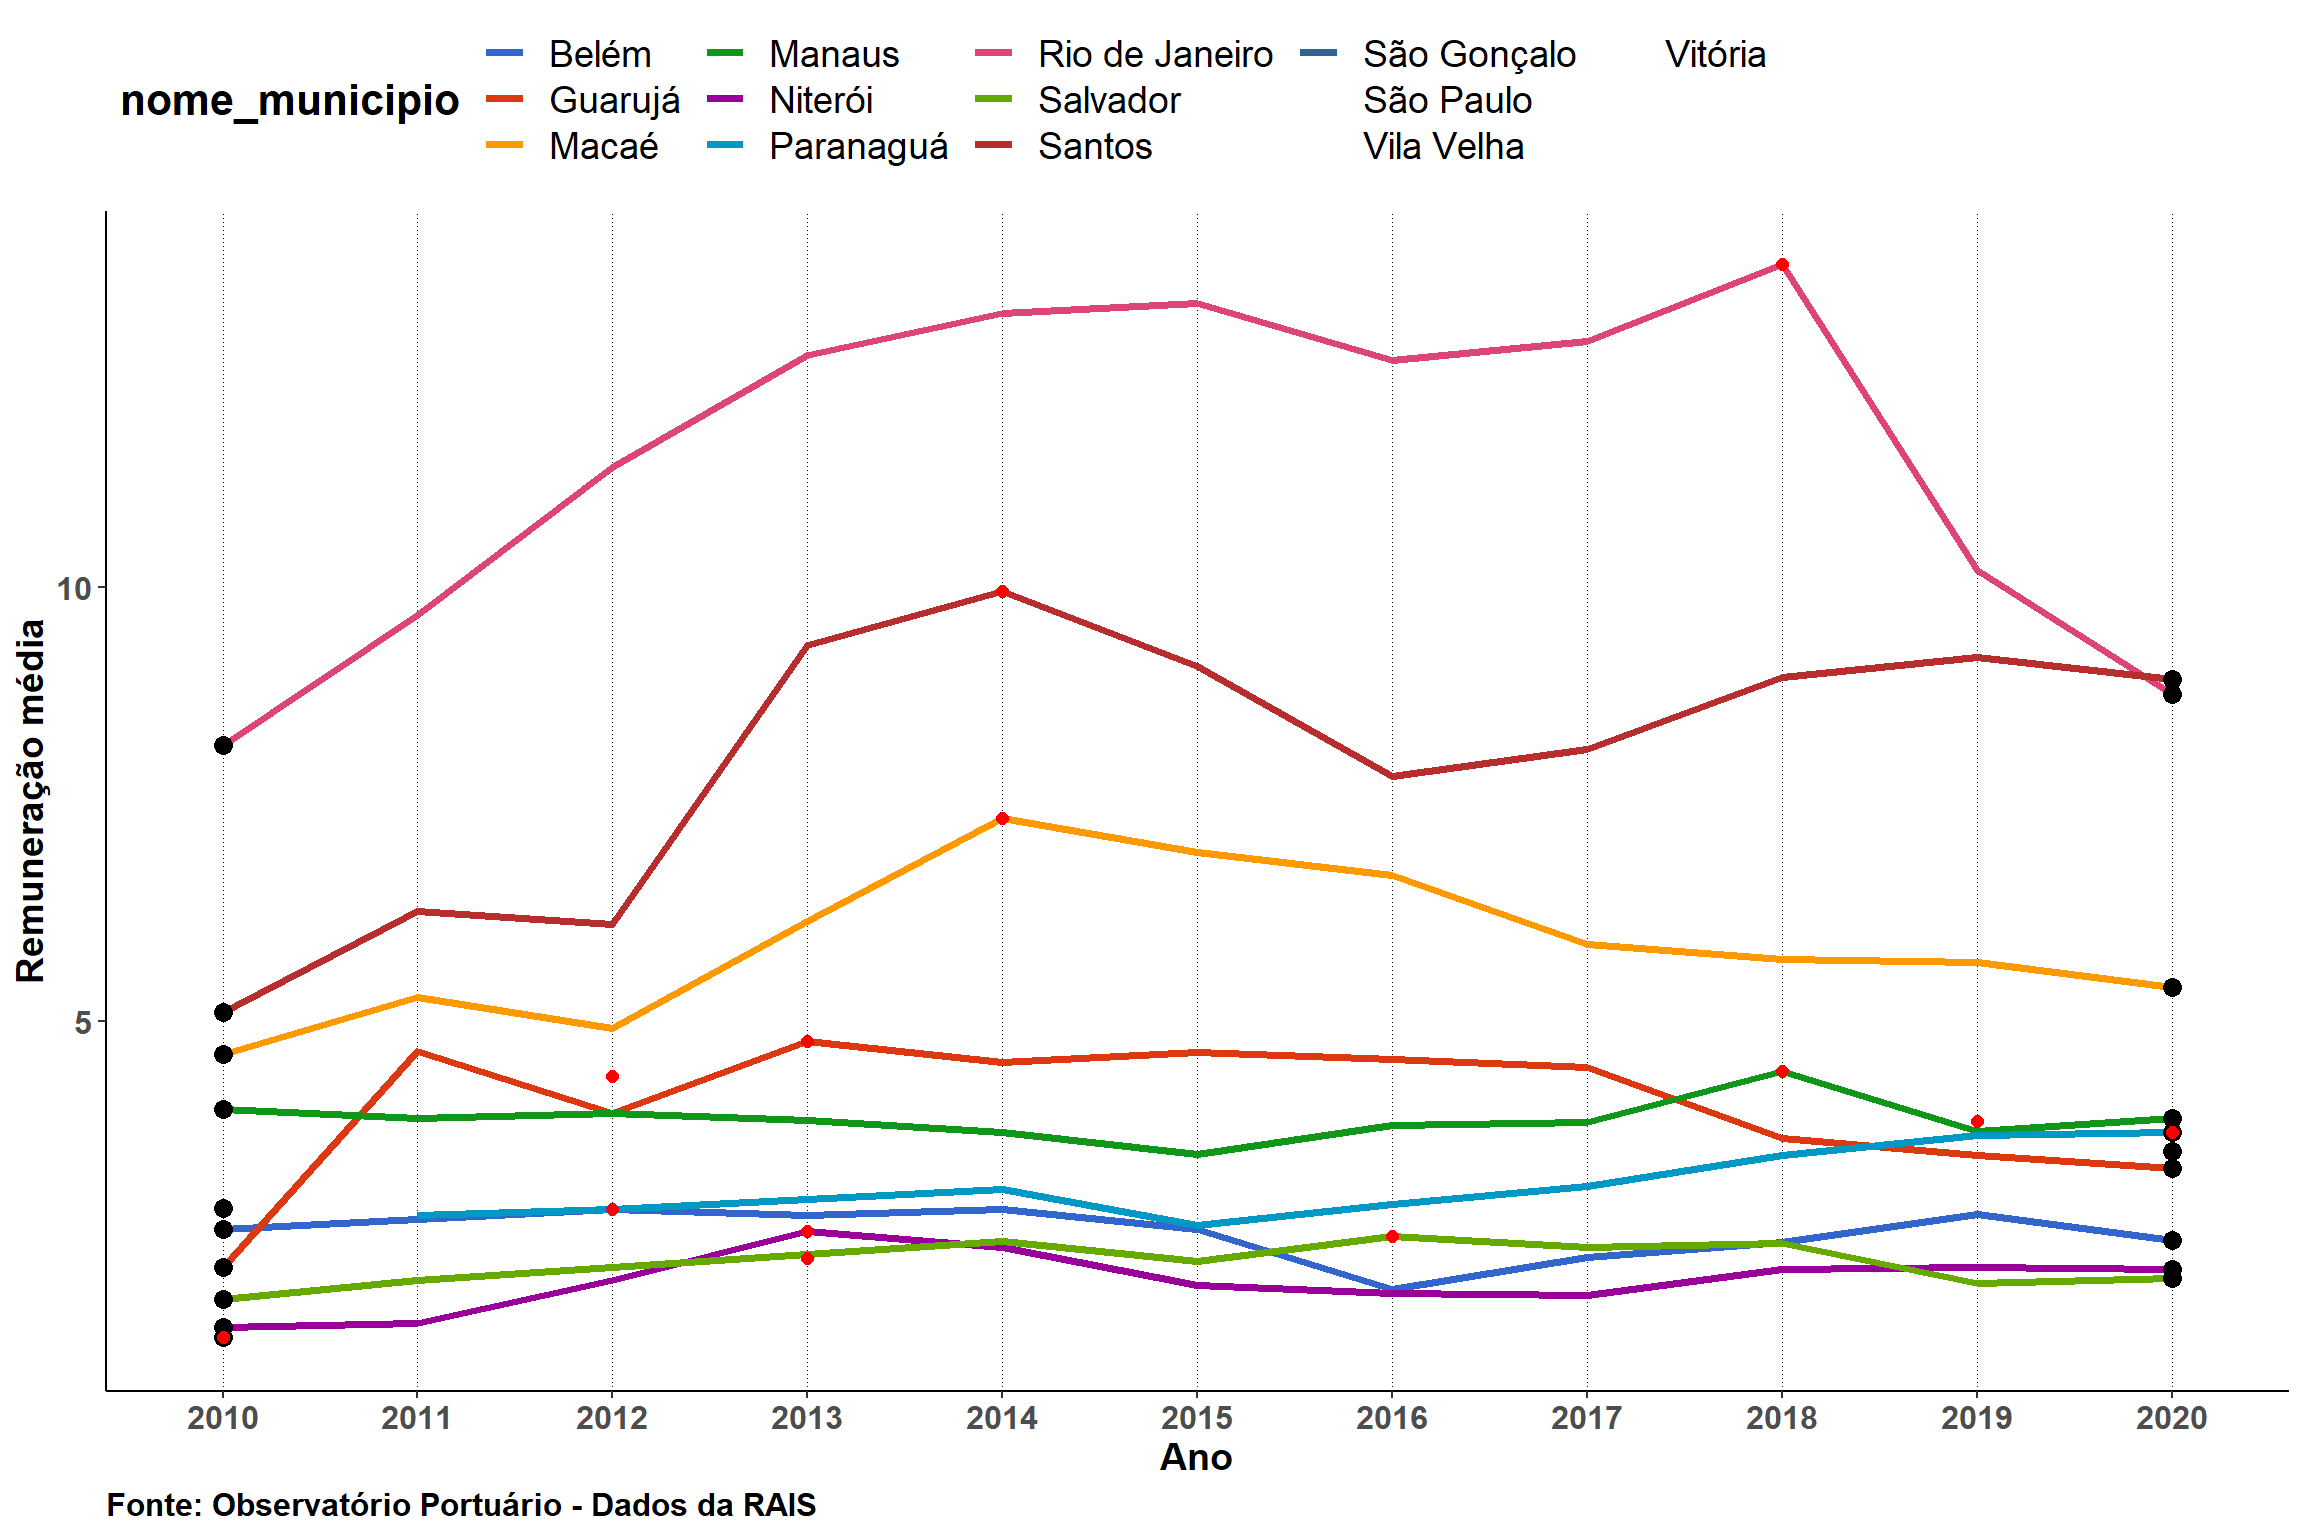 nome_municipio
Belém
Guarujá
Macaé
Manaus
Niterói
Paranaguá
Rio de Janeiro
Salvador
Santos
São Gonçalo
São Paulo
Vila Velha
Vitória
Remuneração média
10
5
2010 2011 2012 2013 2014 2015 2016 2017 2018 2019 2020
Ano
Fonte: Observatório Portuário - Dados da RAIS